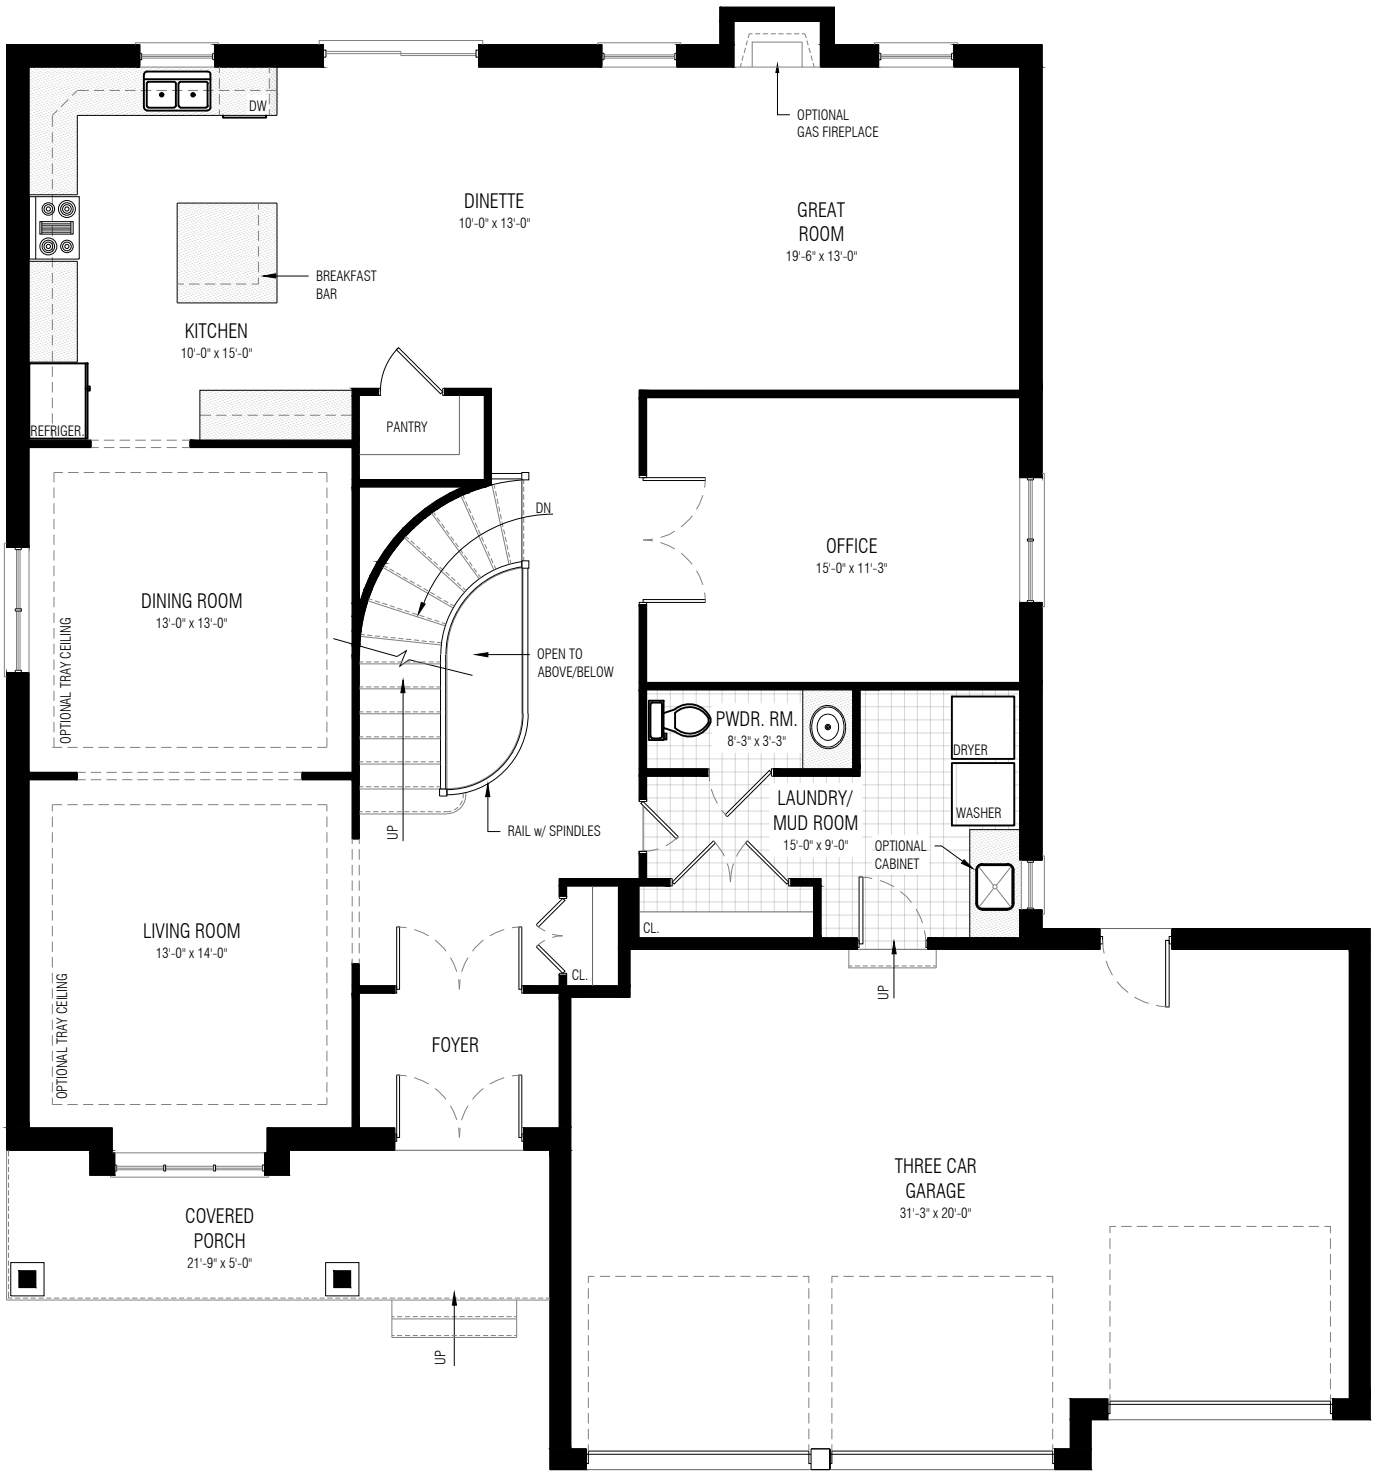 DW
OPTIONAL
GAS FIREPLACE
DINETTE
10'-0" x 13'-0"
GREAT
ROOM
19'-6" x 13'-0"
BREAKFAST
BAR
KITCHEN
10'-0" x 15'-0"
REFRIGER.
PANTRY
DN
OFFICE
15'-0" x 11'-3"
DINING ROOM
13'-0" x 13'-0"
OPTIONAL TRAY CEILING
OPEN TO
ABOVE/BELOW
PWDR. RM.
8'-3" x 3'-3"
DRYER
WASHER
LAUNDRY/
MUD ROOM
15'-0" x 9'-0"
OPTIONAL
CABINET
UP
RAIL w/ SPINDLES
LIVING ROOM
13'-0" x 14'-0"
OPTIONAL TRAY CEILING
CL.
CL.
UP
FOYER
THREE CAR
GARAGE
31'-3" x 20'-0"
COVERED
PORCH
21'-9" x 5'-0"
UP